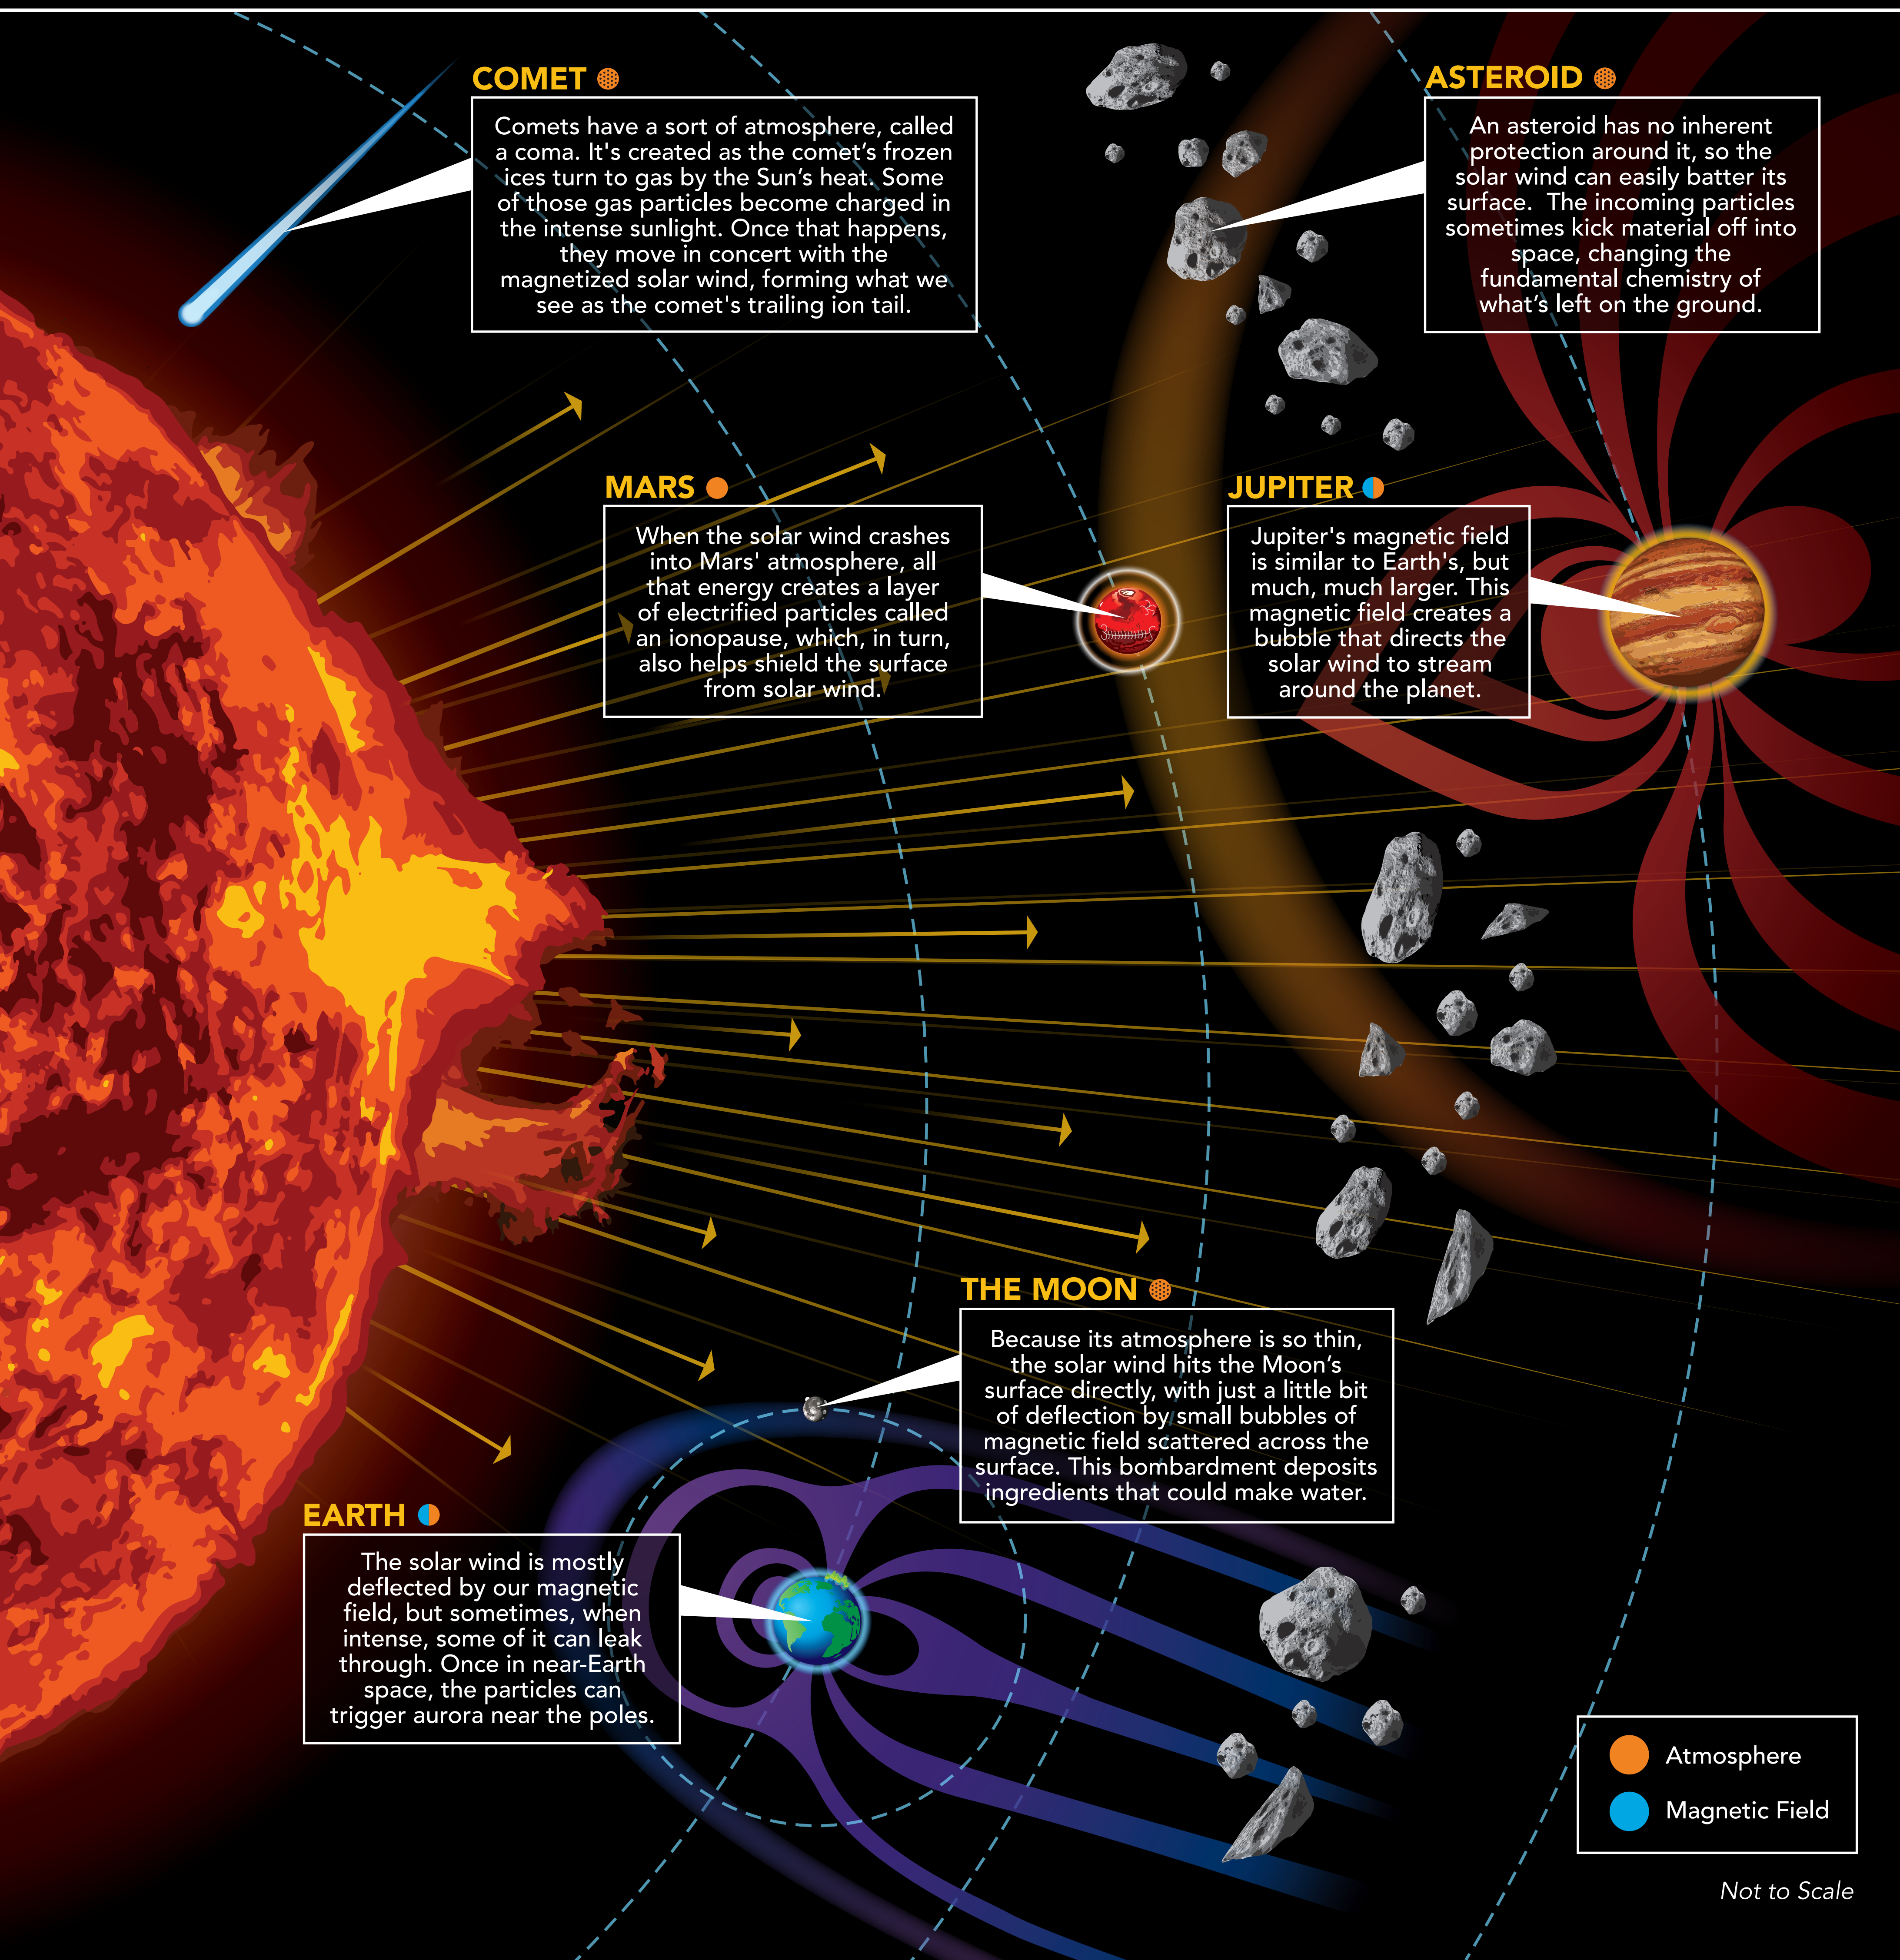 COMET
Comets have a sort of atmosphere, called
a coma. It's created as the comet's frozen
ices turn to gas by the Sun's heat. Some
of those gas particles become charged in
the intense sunlight. Once that happens,
they move in concert with the
magnetized solar wind, forming what we
see as the comet's trailing ion tail.
ASTEROID
An asteroid has no inherent
protection around it, so the
solar wind can easily batter its
surface.  The incoming particles
sometimes kick material off into
space, changing the
fundamental chemistry of
what's left on the ground.
MARS
When the solar wind crashes
into Mars' atmosphere, all
that energy creates a layer
of electrified particles called
an ionopause, which, in turn,
also helps shield the surface
from solar wind.
JUPITER
Jupiter's magnetic field
is similar to Earth's, but
much, much larger. This
magnetic field creates a
bubble that directs the
solar wind to stream
around the planet.
THE MOON
Because its atmosphere is so thin,
the solar wind hits the Moon's
surface directly, with just a little bit
of deflection by small bubbles of
magnetic field scattered across the
surface. This bombardment deposits
ingredients that could make water.
EARTH
The solar wind is mostly
deflected by our magnetic
field, but sometimes, when
intense, some of it can leak
through. Once in near-Earth
space, the particles can
trigger aurora near the poles.
Atmosphere
Magnetic Field
Not to Scale